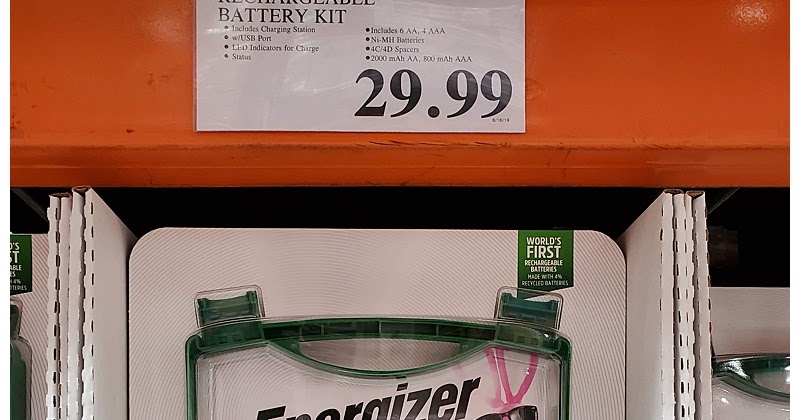 RECHARGEABLE
BATTERY KIT
• Includes Charging Station
• w/USB Port
• LED Indicators for Charge
• Status
•Includes 6 AA, 4 AAA
•Ni-MH Batteries
•4C/4D Spacers
•2000 mAh AA, 800 mAh AAA
29.99
8/16/19
WORLD'S
FIRST
RECHARGEABLE
BATTERIES
MADE WITH 4%
RECYCLED BATTERIES
Energizer